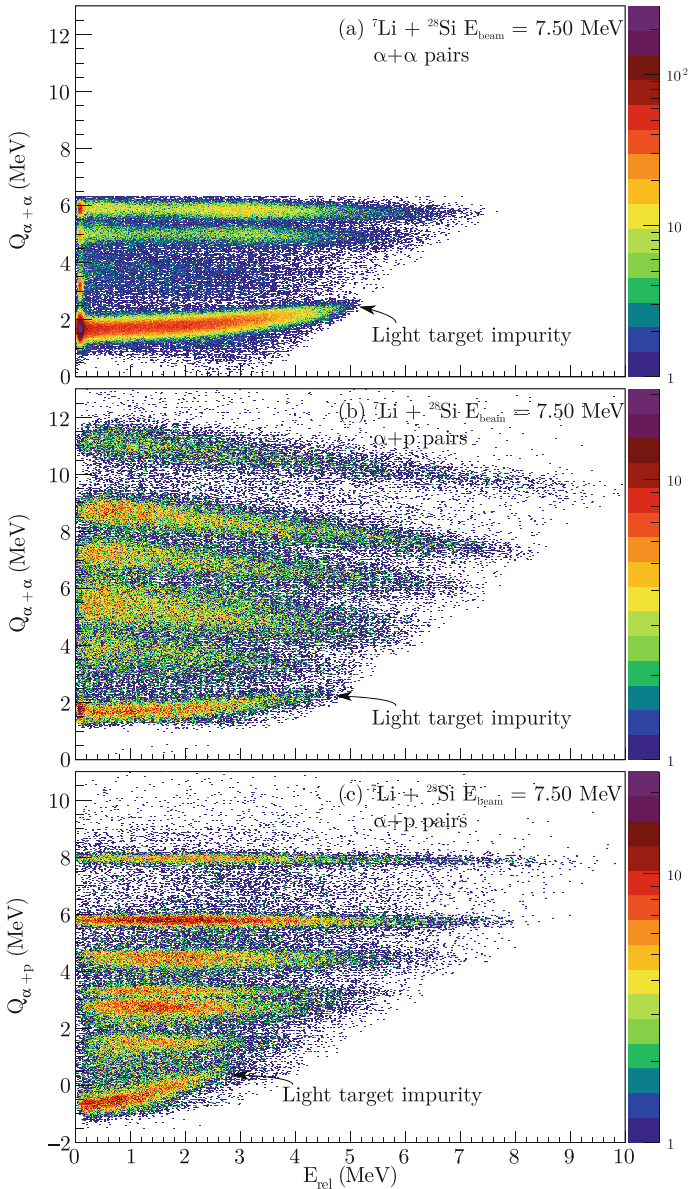 (a) ⁷Li + ²⁸Si E_beam = 7.50 MeV
α+α pairs
Q_α+α (MeV)
12
10
8
6
4
2
0
Light target impurity
10²
10
1
(b) ⁷Li + ²⁸Si E_beam = 7.50 MeV
α+p pairs
Q_α+α (MeV)
12
10
8
6
4
2
0
Light target impurity
10
1
(c) ⁷Li + ²⁸Si E_beam = 7.50 MeV
α+p pairs
Q_α+p (MeV)
10
8
6
4
2
0
−2
Light target impurity
10
1
0 1 2 3 4 5 6 7 8 9 10
E_rel (MeV)